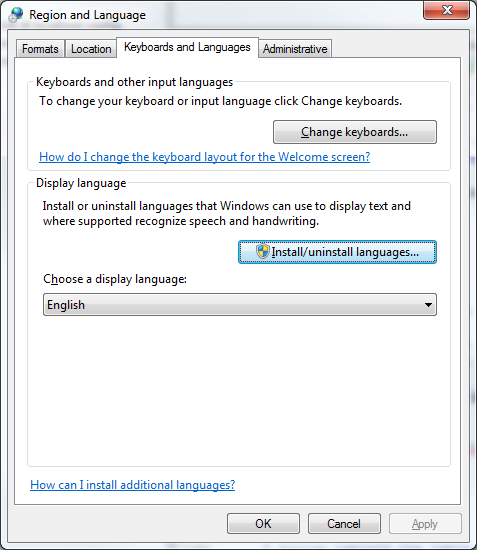 Region and Language
Formats
Location
Keyboards and Languages
Administrative
Keyboards and other input languages
To change your keyboard or input language click Change keyboards.
Change keyboards...
How do I change the keyboard layout for the Welcome screen?
Display language
Install or uninstall languages that Windows can use to display text and
where supported recognize speech and handwriting.
Install/uninstall languages...
Choose a display language:
English
How can I install additional languages?
OK
Cancel
Apply